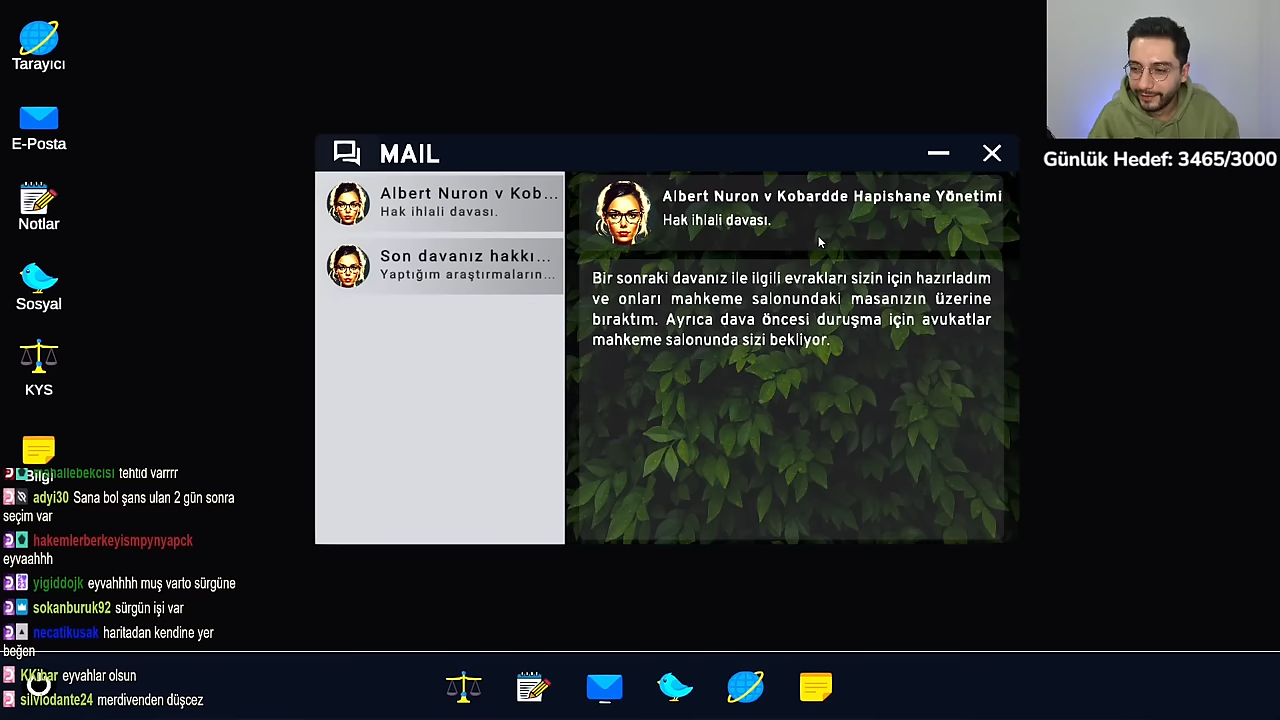 Tarayıcı
E-Posta
Notlar
Sosyal
KYS
Bilgi
MAIL
Albert Nuron v Kob...
Hak ihlali davası.
Son davanız hakkı...
Yaptığım araştırmaların...
Albert Nuron v Kobardde Hapishane Yönetimi
Hak ihlali davası.
Bir sonraki davanız ile ilgili evrakları sizin için hazırladım
ve onları mahkeme salonundaki masanızın üzerine
bıraktım. Ayrıca dava öncesi duruşma için avukatlar
mahkeme salonunda sizi bekliyor.
Günlük Hedef: 3465/3000
mahallebekcisi tehtid varrrr
adyi30 Sana bol şans ulan 2 gün sonra
seçim var
hakemlerberkeyismpynyapck
eyvaahhh
yigiddojk eyvahhhh muş varto sürgüne
sokanburuk92 sürgün işi var
necatikusak haritadan kendine yer
beğen
KKibar eyvahlar olsun
silviodante24 merdivenden düşcez